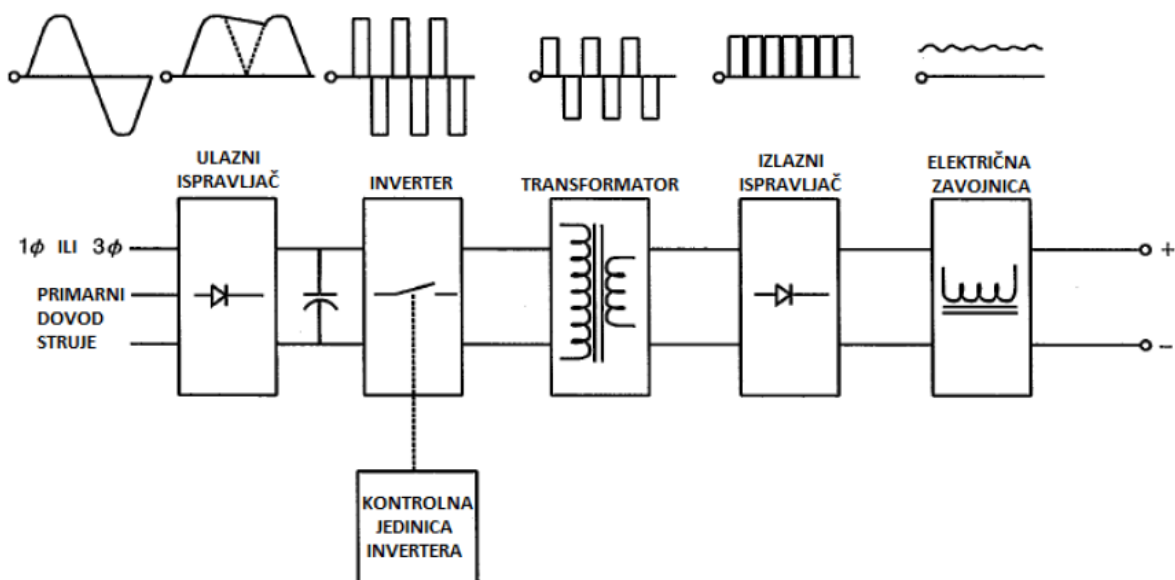 ULAZNI
ISPRAVLJAČ
INVERTER
TRANSFORMATOR
IZLAZNI
ISPRAVLJAČ
ELEKTRIČNA
ZAVOJNICA
1ϕ ILI 3ϕ
PRIMARNI
DOVOD
STRUJE
+
−
KONTROLNA
JEDINICA
INVERTERA